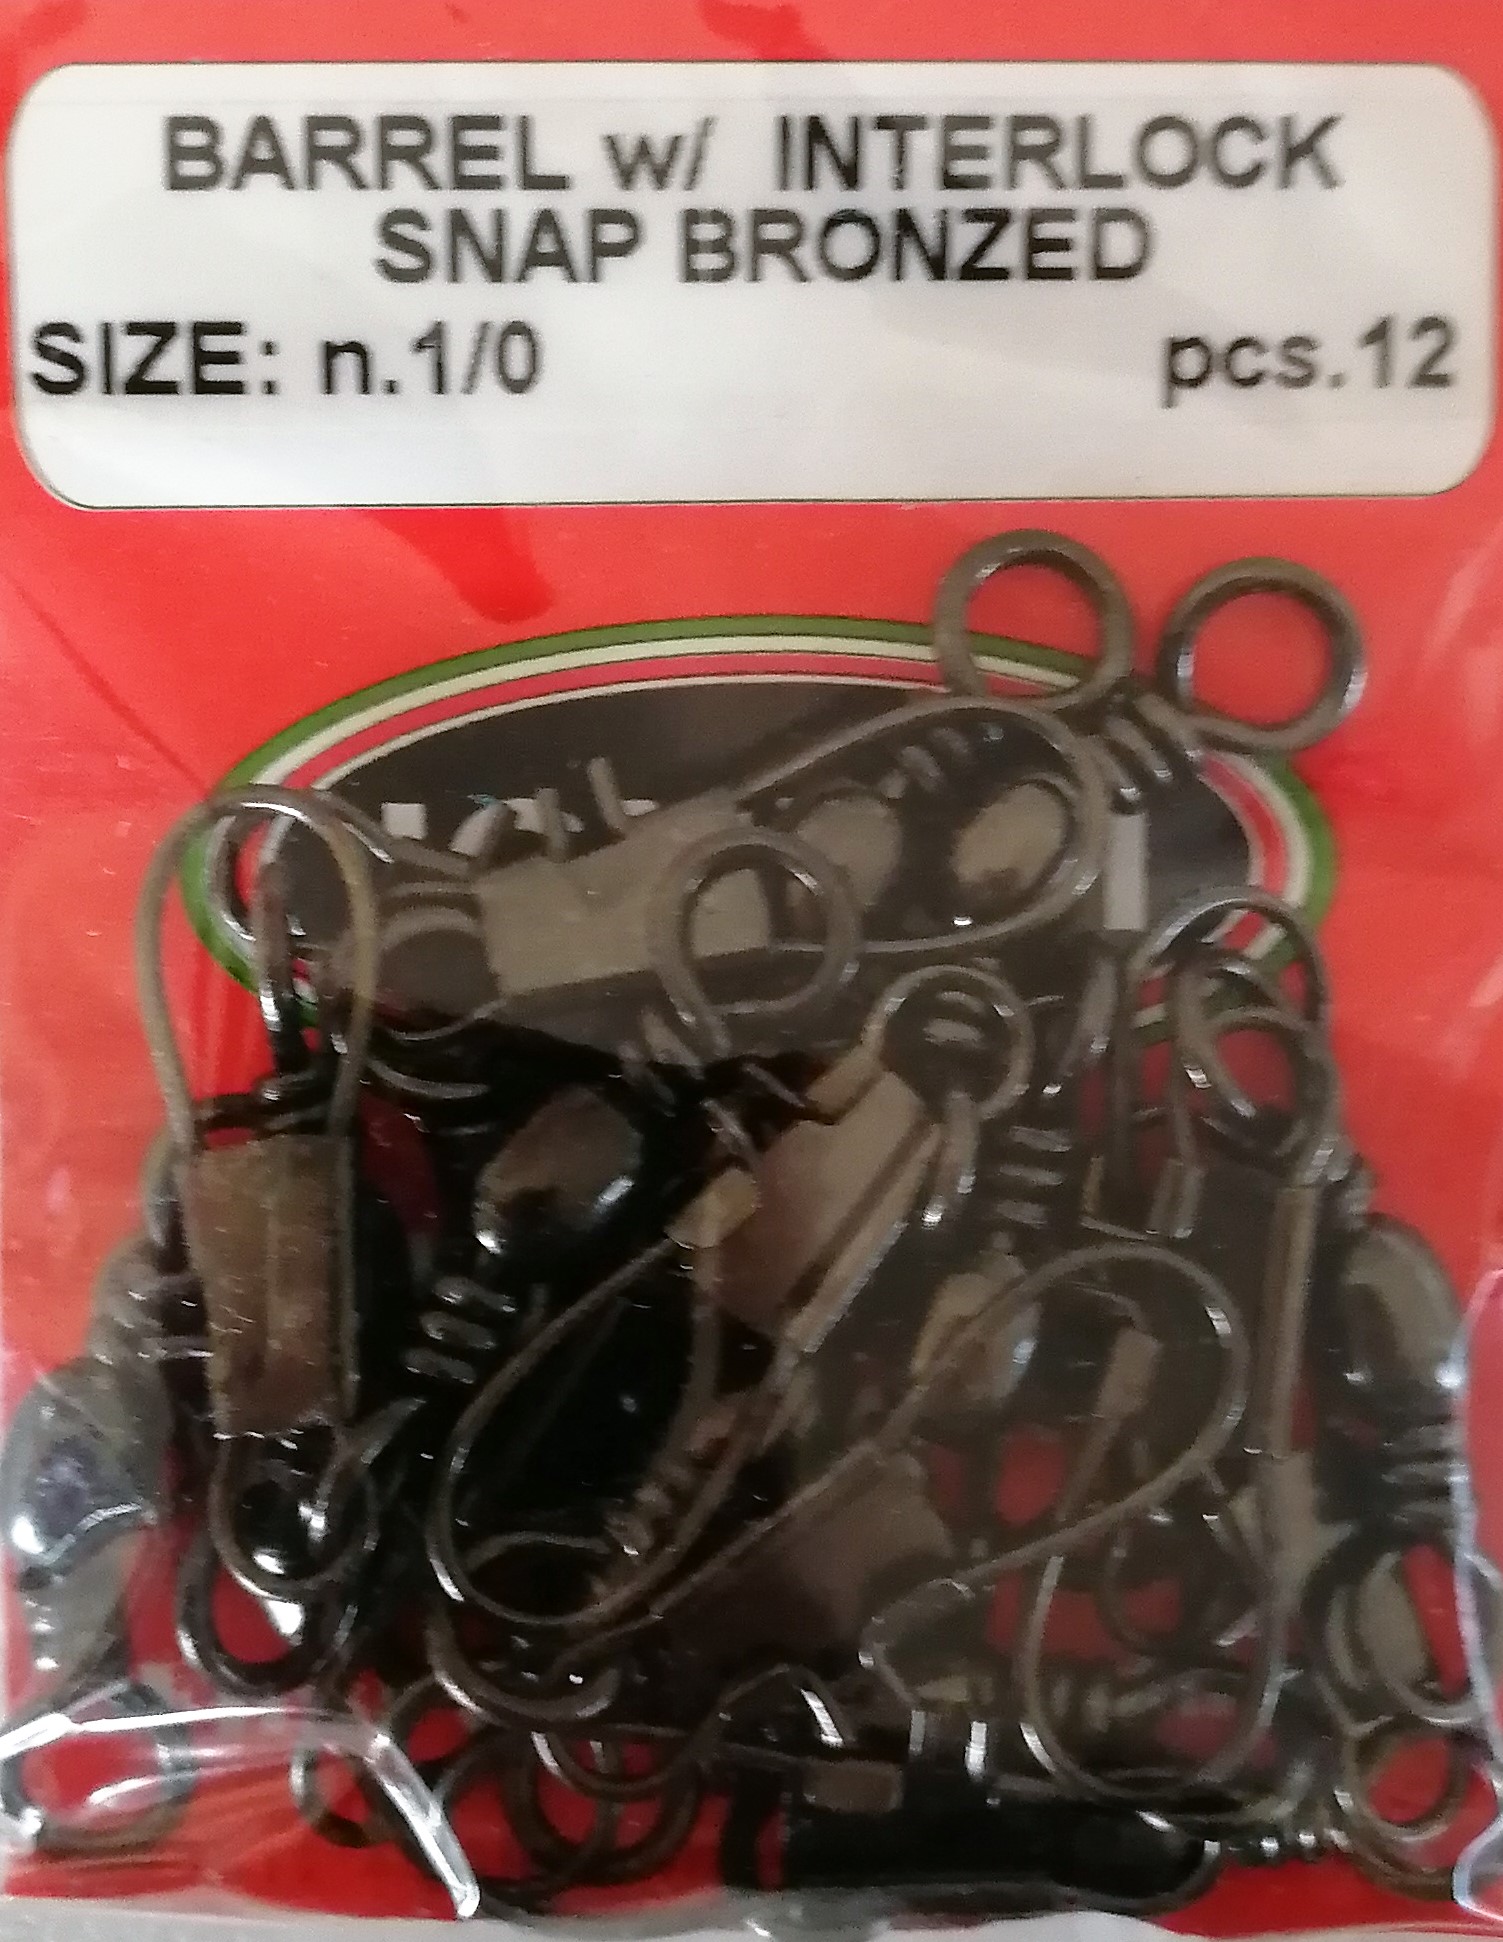 BARREL w/ INTERLOCK
SNAP BRONZED
SIZE: n.1/0 pcs.12